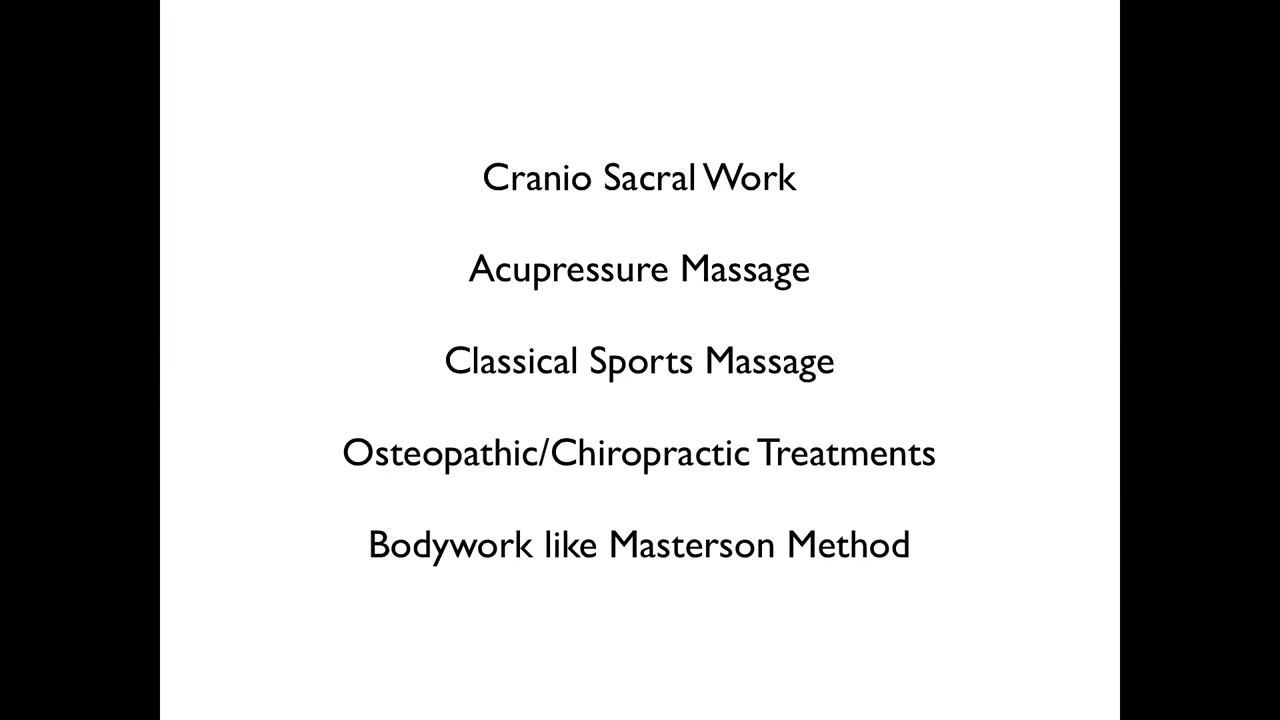 Cranio Sacral Work
Acupressure Massage
Classical Sports Massage
Osteopathic/Chiropractic Treatments
Bodywork like Masterson Method